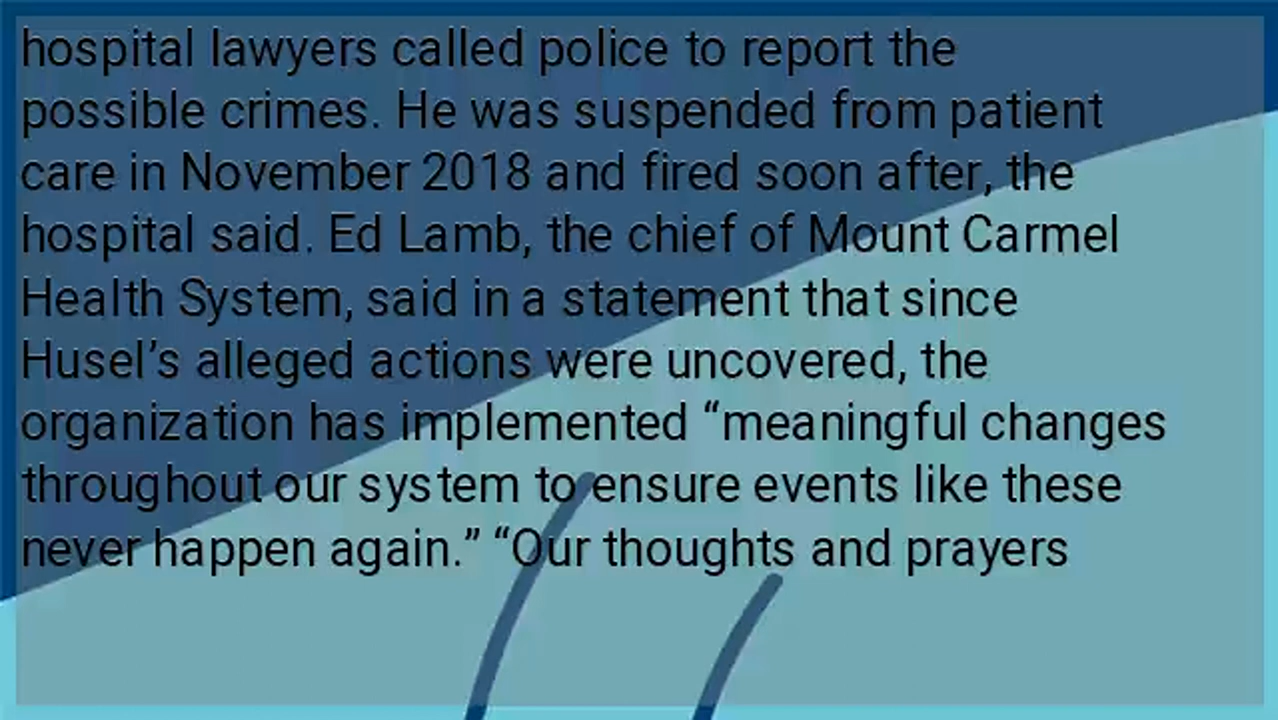 hospital lawyers called police to report the
possible crimes. He was suspended from patient
care in November 2018 and fired soon after, the
hospital said. Ed Lamb, the chief of Mount Carmel
Health System, said in a statement that since
Husel’s alleged actions were uncovered, the
organization has implemented “meaningful changes
throughout our system to ensure events like these
never happen again.” “Our thoughts and prayers